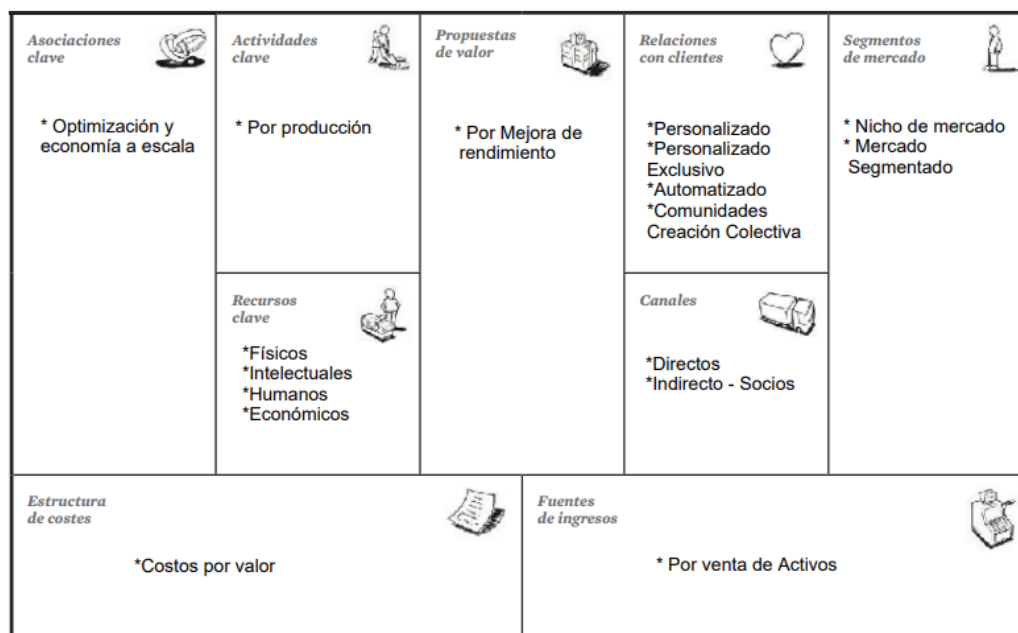 Asociaciones
clave
* Optimización y
economía a escala
Actividades
clave
* Por producción
Recursos
clave
*Físicos
*Intelectuales
*Humanos
*Económicos
Propuestas
de valor
* Por Mejora de
rendimiento
Relaciones
con clientes
*Personalizado
*Personalizado
Exclusivo
*Automatizado
*Comunidades
Creación Colectiva
Canales
*Directos
*Indirecto - Socios
Segmentos
de mercado
* Nicho de mercado
* Mercado
Segmentado
Estructura
de costes
*Costos por valor
Fuentes
de ingresos
* Por venta de Activos